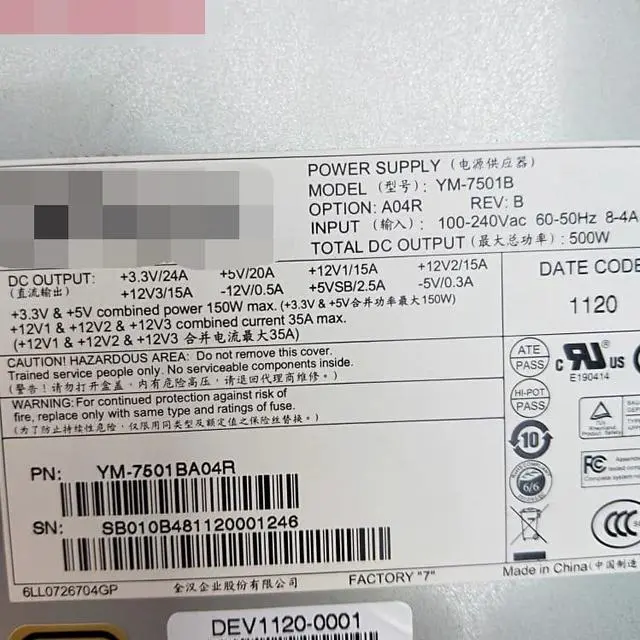 POWER SUPPLY (电源供应器)
MODEL (型号): YM-7501B
OPTION: A04R REV: B
INPUT (输入): 100-240Vac 60-50Hz 8-4A
TOTAL DC OUTPUT (最大总功率): 500W
DC OUTPUT: +3.3V/24A +5V/20A +12V1/15A +12V2/15A
(直流输出) +12V3/15A -12V/0.5A +5VSB/2.5A -5V/0.3A
+3.3V & +5V combined power 150W max. (+3.3V & +5V合并功率最大150W)
+12V1 & +12V2 & +12V3 combined current 35A max.
(+12V1 & +12V2 & +12V3 合并电流最大35A)
DATE CODE
1120
CAUTION! HAZARDOUS AREA: Do not remove this cover.
Trained service people only. No serviceable components inside.
(警告!请勿打开盒盖,内有危险高压,请退回代理商维修。)
WARNING: For continued protection against risk of
fire, replace only with same type and ratings of fuse.
(为了防止持续性危险,仅限用同类型及额定值之保险丝替换。)
ATE
PASS
HI-POT
PASS
c US
E190414
10
6/6
TÜV
Rheinland
Product Safety
FC
Tested
Complete system
CCC
PN: YM-7501BA04R
SN: SB010B481120001246
6LL0726704GP 全汉企业股份有限公司 FACTORY "7" Made in China(中国制造
DEV1120-0001